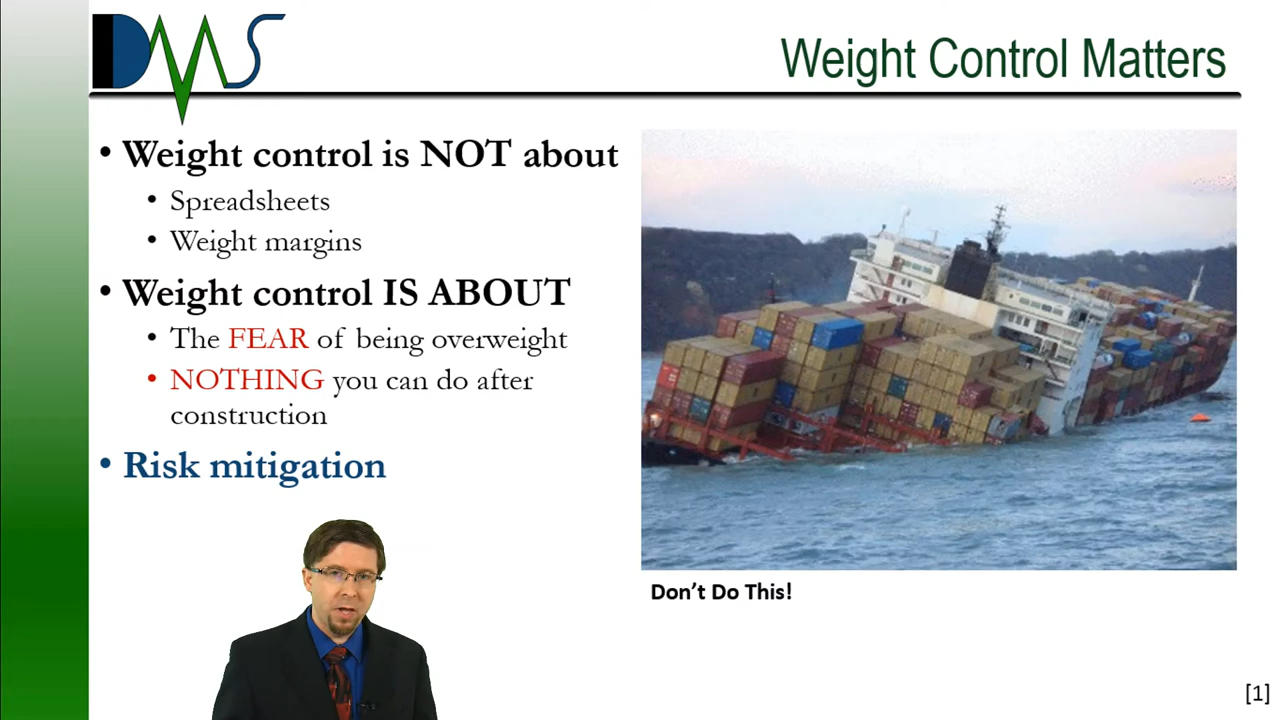 DMS
Weight Control Matters
• Weight control is NOT about
• Spreadsheets
• Weight margins
• Weight control IS ABOUT
• The FEAR of being overweight
• NOTHING you can do after
construction
• Risk mitigation
Don't Do This!
[1]